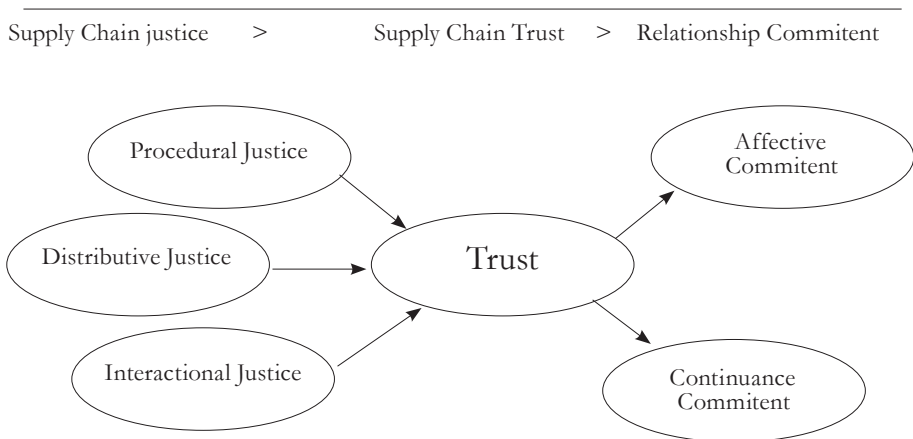 Supply Chain justice > Supply Chain Trust > Relationship Commitent
Procedural Justice
Affective
Commitent
Distributive Justice
Trust
Interactional Justice
Continuance
Commitent